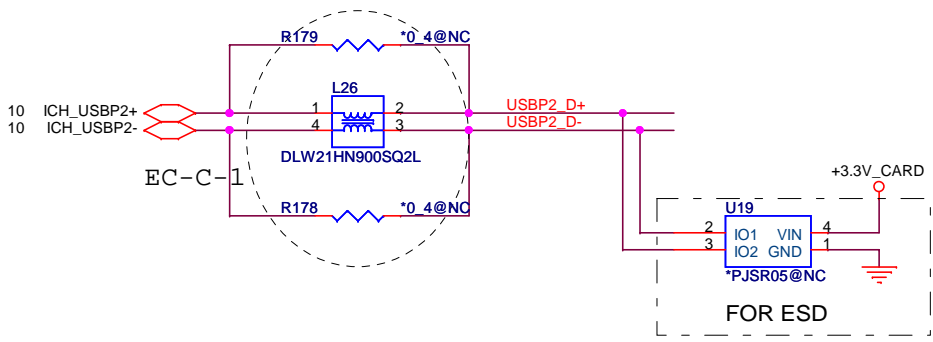 R179 *0_4@NC
L26
10 ICH_USBP2+ 1 2 USBP2_D+
10 ICH_USBP2- 4 3 USBP2_D-
DLW21HN900SQ2L
EC-C-1
+3.3V_CARD
R178 *0_4@NC
U19
2 IO1 VIN 4
3 IO2 GND 1
*PJSR05@NC
FOR ESD